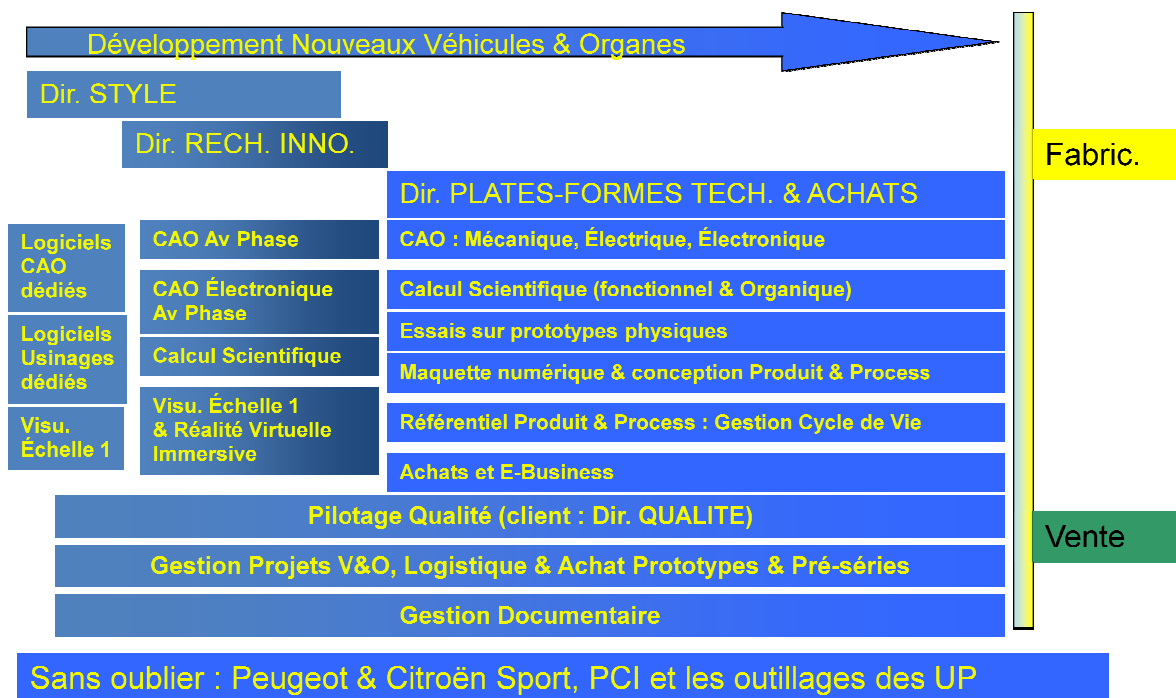 Développement Nouveaux Véhicules & Organes
Dir. STYLE
Dir. RECH. INNO.
Fabric.
Dir. PLATES-FORMES TECH. & ACHATS
Logiciels
CAO
dédiés
Logiciels
Usinages
dédiés
Visu.
Échelle 1
CAO Av Phase
CAO Électronique
Av Phase
Calcul Scientifique
Visu. Échelle 1
& Réalité Virtuelle
Immersive
CAO : Mécanique, Électrique, Électronique
Calcul Scientifique (fonctionnel & Organique)
Essais sur prototypes physiques
Maquette numérique & conception Produit & Process
Référentiel Produit & Process : Gestion Cycle de Vie
Achats et E-Business
Pilotage Qualité (client : Dir. QUALITE)
Vente
Gestion Projets V&O, Logistique & Achat Prototypes & Pré-séries
Gestion Documentaire
Sans oublier : Peugeot & Citroën Sport, PCI et les outillages des UP